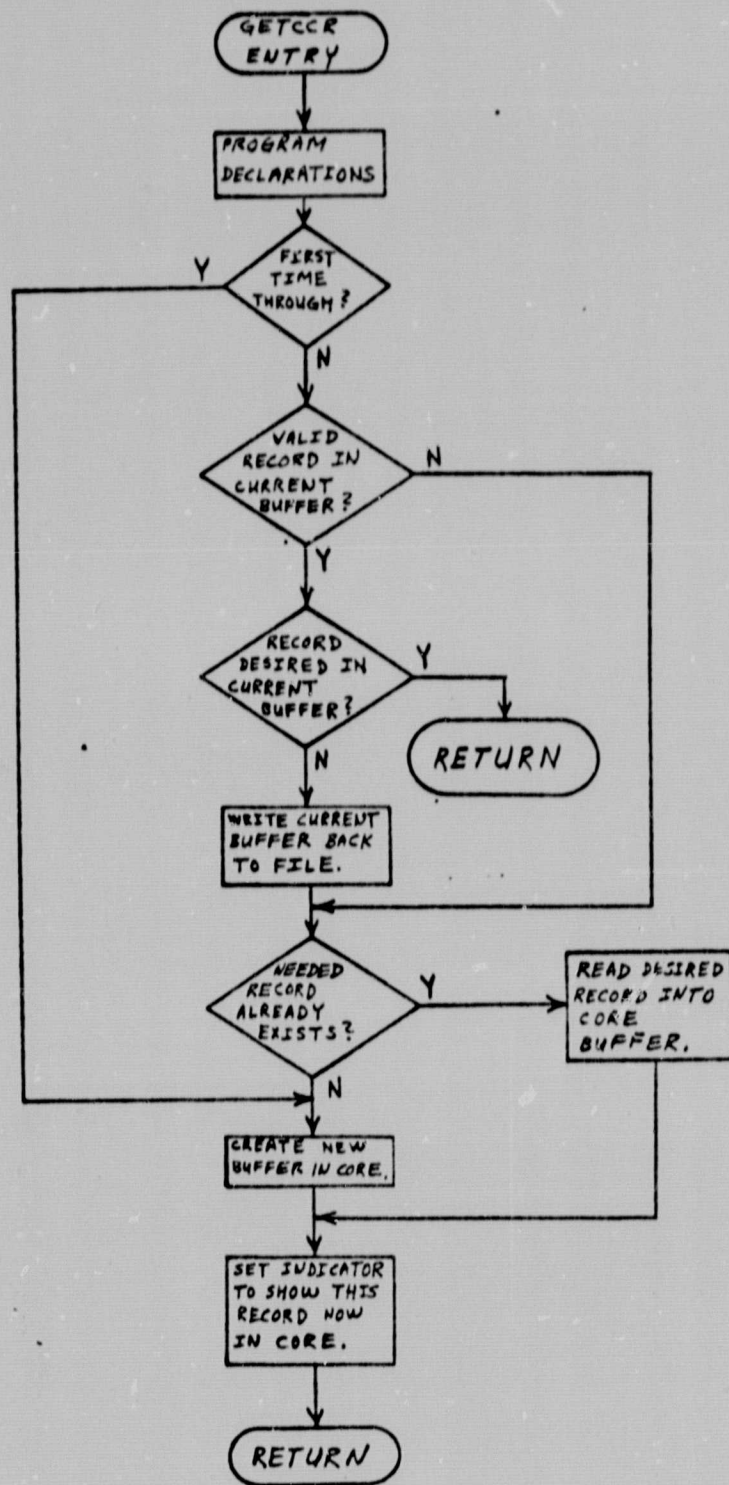 GETCCR
ENTRY
PROGRAM
DECLARATIONS
Y
FIRST
TIME
THROUGH?
N
VALID
RECORD IN
CURRENT
BUFFER?
N
Y
RECORD
DESIRED IN
CURRENT
BUFFER?
Y
RETURN
N
WRITE CURRENT
BUFFER BACK
TO FILE.
NEEDED
RECORD
ALREADY
EXISTS?
Y
READ DESIRED
RECORD INTO
CORE
BUFFER.
N
CREATE NEW
BUFFER IN CORE.
SET INDICATOR
TO SHOW THIS
RECORD NOW
IN CORE.
RETURN